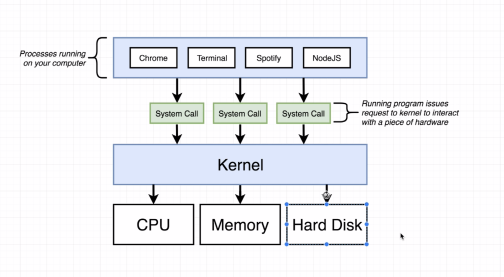 Processes running
on your computer
Chrome
Terminal
Spotify
NodeJS
System Call
System Call
System Call
Running program issues
request to kernel to interact
with a piece of hardware
Kernel
CPU
Memory
Hard Disk